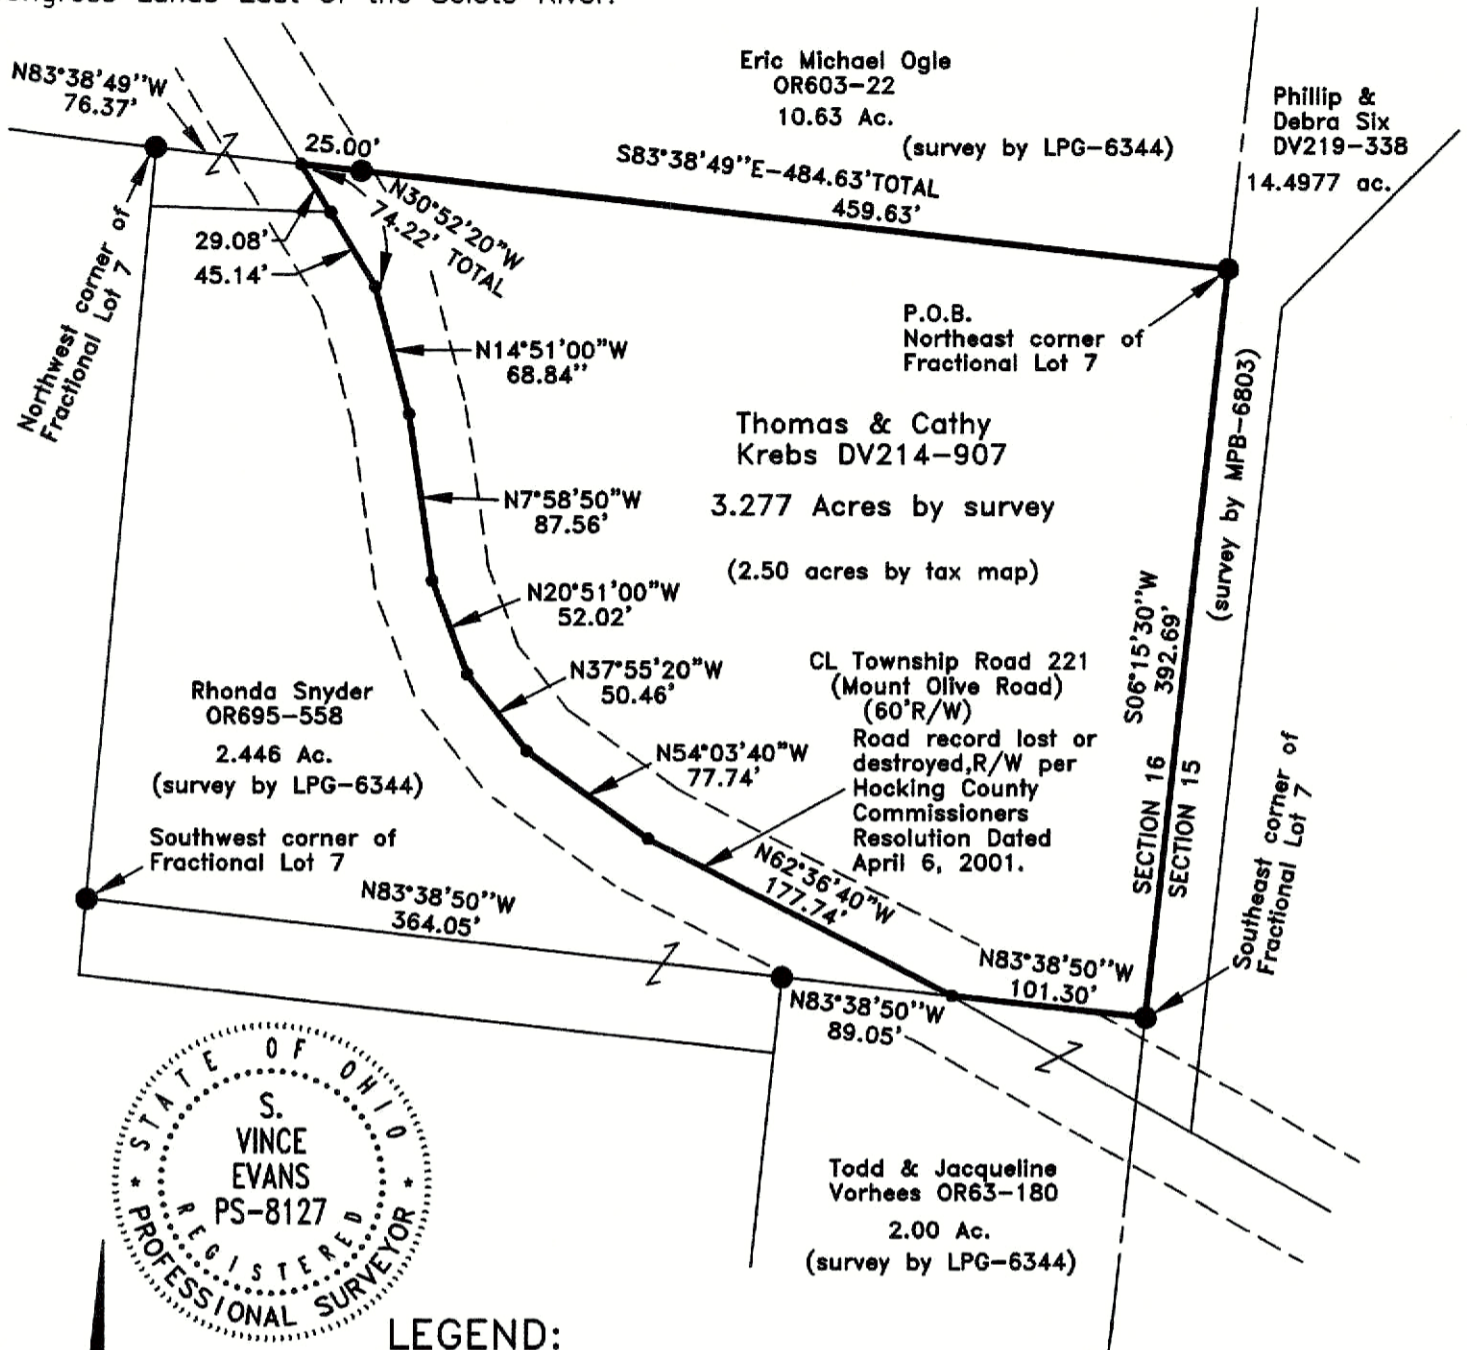 N83°38'49''W
76.37'
25.00'
Eric Michael Ogle
OR603-22
10.63 Ac.
(survey by LPG-6344)
Phillip &
Debra Six
DV219-338
14.4977 ac.
S83°38'49''E-484.63'TOTAL
459.63'
N30°52'20"W
74.22' TOTAL
29.08'
45.14'
Northwest corner of
Fractional Lot 7
P.O.B.
Northeast corner of
Fractional Lot 7
N14°51'00"W
68.84''
(survey by MPB-6803)
Thomas & Cathy
Krebs DV214-907
3.277 Acres by survey
(2.50 acres by tax map)
N7°58'50"W
87.56'
N20°51'00"W
52.02'
S06°15'30''W
392.69'
N37°55'20"W
50.46'
CL Township Road 221
(Mount Olive Road)
(60'R/W)
Road record lost or
destroyed,R/W per
Hocking County
Commissioners
Resolution Dated
April 6, 2001.
Rhonda Snyder
OR695-558
2.446 Ac.
(survey by LPG-6344)
N54°03'40"W
77.74'
SECTION 16
SECTION 15
Southeast corner of
Fractional Lot 7
Southwest corner of
Fractional Lot 7
N62°36'40"W
177.74'
N83°38'50''W
364.05'
N83°38'50''W
101.30'
N83°38'50''W
89.05'
STATE OF OHIO
S.
VINCE
EVANS
PS-8127
REGISTERED
* PROFESSIONAL SURVEYOR *
Todd & Jacqueline
Vorhees OR63-180
2.00 Ac.
(survey by LPG-6344)
LEGEND: